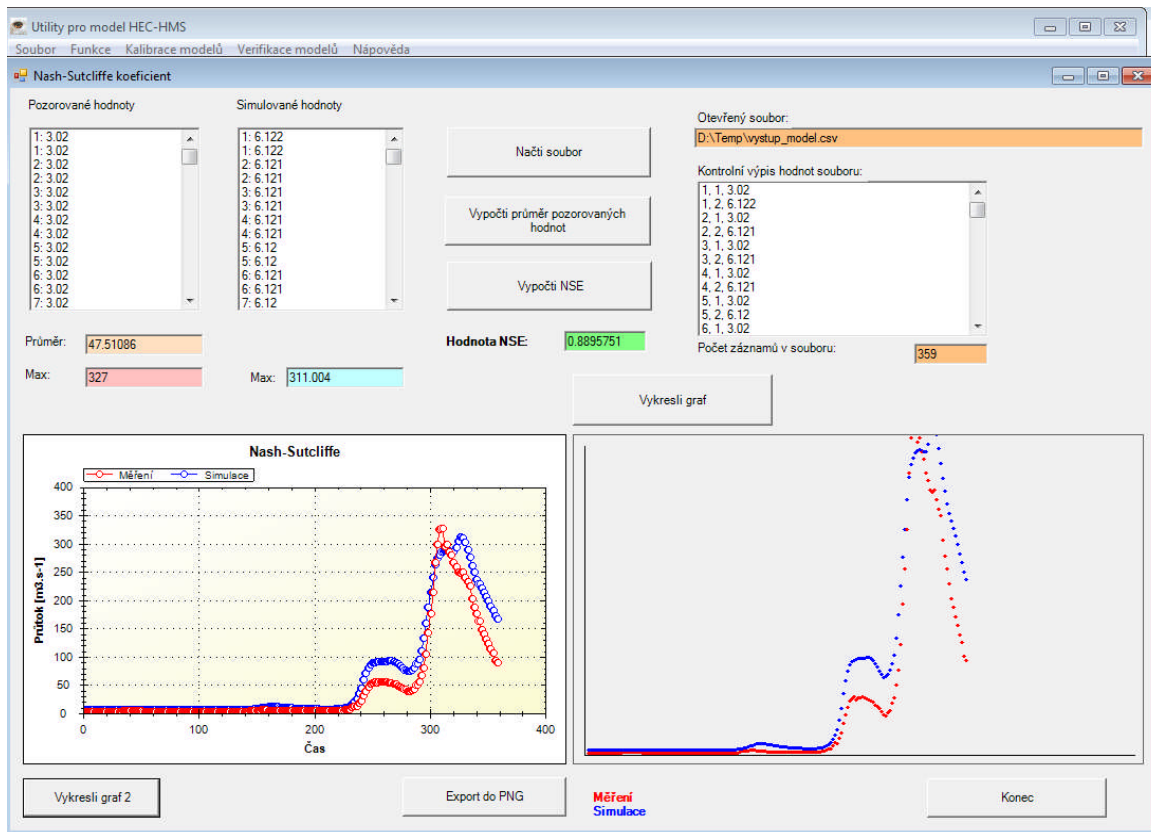 Utility pro model HEC-HMS
Soubor Funkce Kalibrace modelů Verifikace modelů Nápověda
Nash-Sutcliffe koeficient
Pozorované hodnoty
1: 3.02
1: 3.02
2: 3.02
2: 3.02
3: 3.02
3: 3.02
4: 3.02
4: 3.02
5: 3.02
5: 3.02
6: 3.02
6: 3.02
7: 3.02
Simulované hodnoty
1: 6.122
1: 6.122
2: 6.121
2: 6.121
3: 6.121
3: 6.121
4: 6.121
4: 6.121
5: 6.12
5: 6.12
6: 6.121
6: 6.121
7: 6.12
Načti soubor
Vypočti průměr pozorovaných
hodnot
Vypočti NSE
Otevřený soubor:
D:\Temp\vystup_model.csv
Kontrolní výpis hodnot souboru:
1, 1, 3.02
1, 2, 6.122
2, 1, 3.02
2, 2, 6.121
3, 1, 3.02
3, 2, 6.121
4, 1, 3.02
4, 2, 6.121
5, 1, 3.02
5, 2, 6.12
6, 1, 3.02
Průměr: 47.51086
Hodnota NSE: 0.8895751
Počet záznamů v souboru: 359
Max: 327
Max: 311.004
Vykresli graf
Nash-Sutcliffe
Měření Simulace
400
350
300
250
200
150
100
50
0
Průtok [m3.s-1]
0 100 200 300 400
Čas
Vykresli graf 2
Export do PNG
Měření
Simulace
Konec